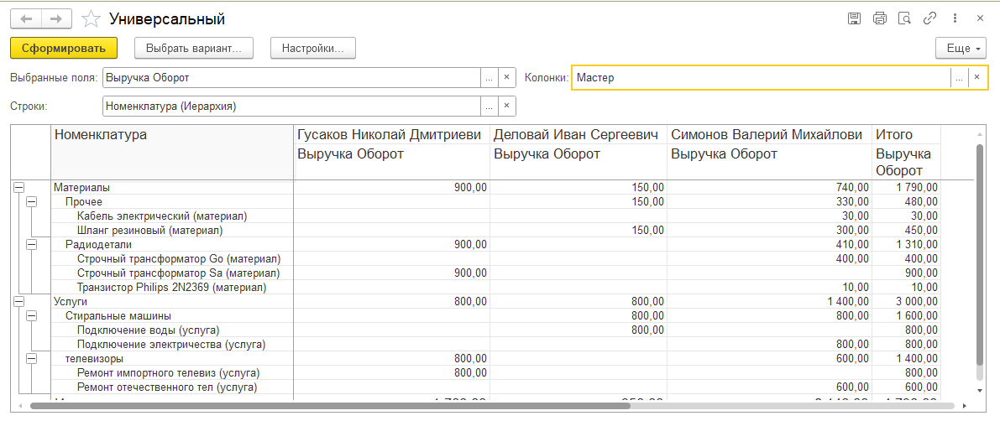 Универсальный
Сформировать Выбрать вариант... Настройки... Еще
Выбранные поля: Выручка Оборот ... × Колонки: Мастер ... ×
Строки: Номенклатура (Иерархия) ... ×
Номенклатура Гусаков Николай Дмитриеви Деловай Иван Сергеевич Симонов Валерий Михайлови Итого
Выручка Оборот Выручка Оборот Выручка Оборот Выручка
Оборот
Материалы 900,00 150,00 740,00 1 790,00
Прочее 150,00 330,00 480,00
Кабель электрический (материал) 30,00 30,00
Шланг резиновый (материал) 150,00 300,00 450,00
Радиодетали 900,00 410,00 1 310,00
Строчный трансформатор Go (материал) 400,00 400,00
Строчный трансформатор Sa (материал) 900,00 900,00
Транзистор Philips 2N2369 (материал) 10,00 10,00
Услуги 800,00 800,00 1 400,00 3 000,00
Стиральные машины 800,00 800,00 1 600,00
Подключение воды (услуга) 800,00 800,00
Подключение электричества (услуга) 800,00 800,00
телевизоры 800,00 600,00 1 400,00
Ремонт импортного телевиз (услуга) 800,00 800,00
Ремонт отечественного тел (услуга) 600,00 600,00